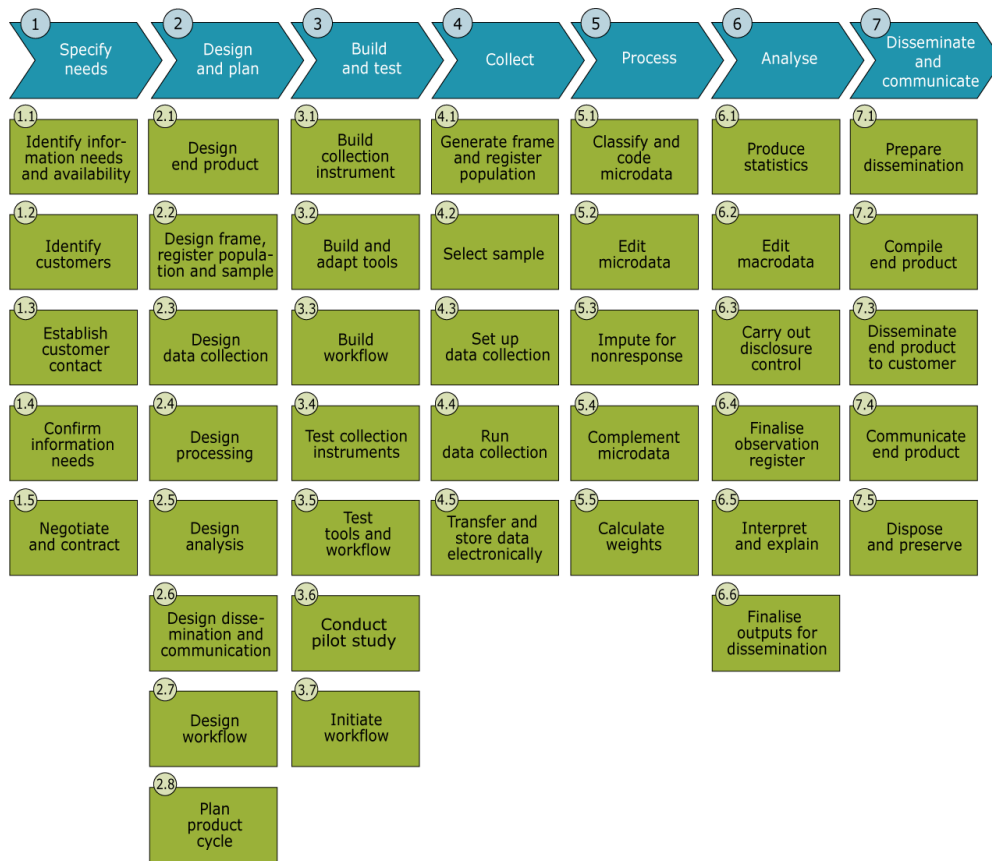 1
Specify
needs
2
Design
and plan
3
Build
and test
4
Collect
5
Process
6
Analyse
7
Disseminate
and
communicate
1.1
Identify infor-
mation needs
and availability
1.2
Identify
customers
1.3
Establish
customer
contact
1.4
Confirm
information
needs
1.5
Negotiate
and contract
2.1
Design
end product
2.2
Design frame,
register popula-
tion and sample
2.3
Design
data collection
2.4
Design
processing
2.5
Design
analysis
2.6
Design disse-
mination and
communication
2.7
Design
workflow
2.8
Plan
product
cycle
3.1
Build
collection
instrument
3.2
Build and
adapt tools
3.3
Build
workflow
3.4
Test collection
instruments
3.5
Test
tools and
workflow
3.6
Conduct
pilot study
3.7
Initiate
workflow
4.1
Generate frame
and register
population
4.2
Select sample
4.3
Set up
data collection
4.4
Run
data collection
4.5
Transfer and
store data
electronically
5.1
Classify and
code
microdata
5.2
Edit
microdata
5.3
Impute for
nonresponse
5.4
Complement
microdata
5.5
Calculate
weights
6.1
Produce
statistics
6.2
Edit
macrodata
6.3
Carry out
disclosure
control
6.4
Finalise
observation
register
6.5
Interpret
and explain
6.6
Finalise
outputs for
dissemination
7.1
Prepare
dissemination
7.2
Compile
end product
7.3
Disseminate
end product
to customer
7.4
Communicate
end product
7.5
Dispose
and preserve